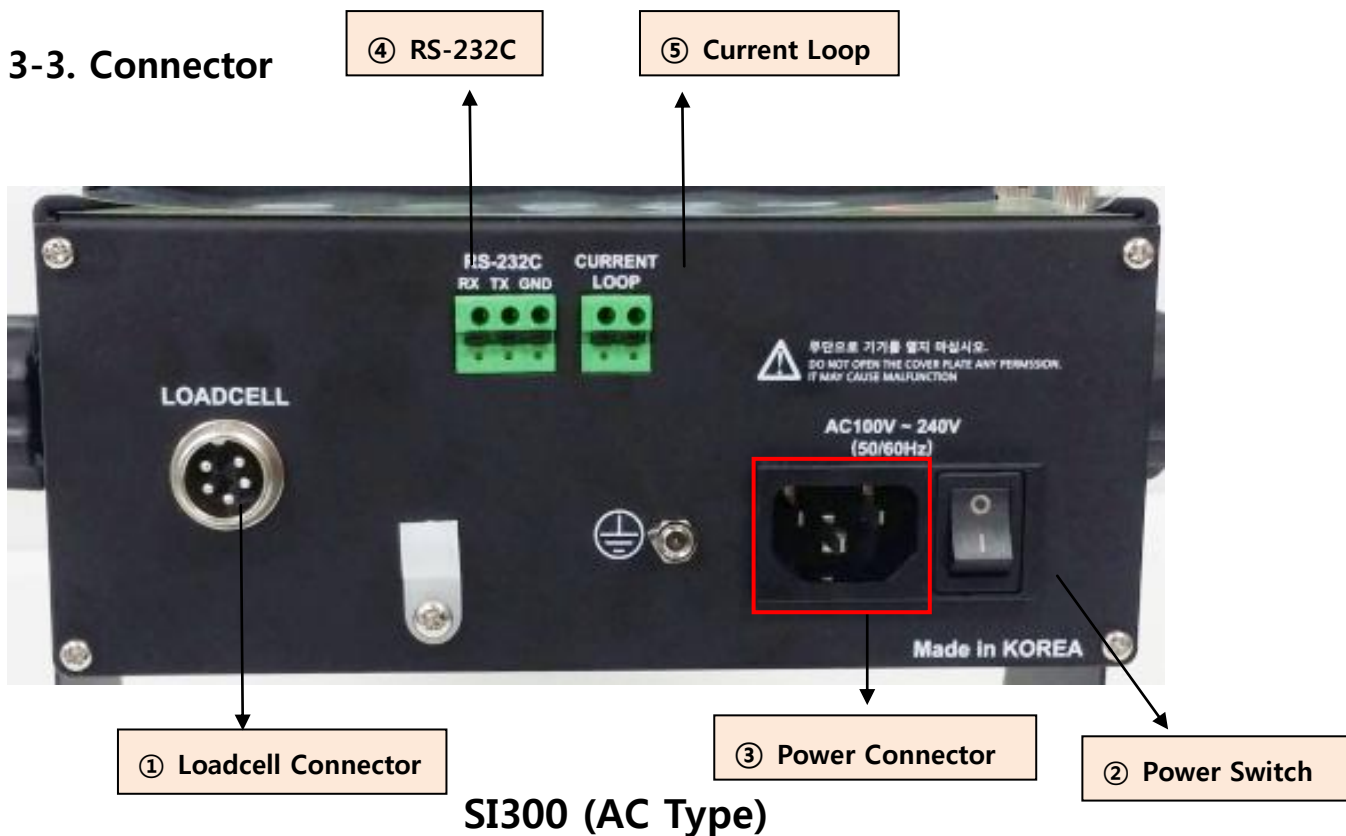 ④ RS-232C
⑤ Current Loop
3-3. Connector
RS-232C
RX TX GND
CURRENT
LOOP
무단으로 기기를 열지 마십시오.
DO NOT OPEN THE COVER PLATE ANY PERMSSION.
IT MAY CAUSE MALFUNCTION
LOADCELL
AC100V ~ 240V
(50/60Hz)
O
I
Made in KOREA
① Loadcell Connector
③ Power Connector
② Power Switch
SI300 (AC Type)